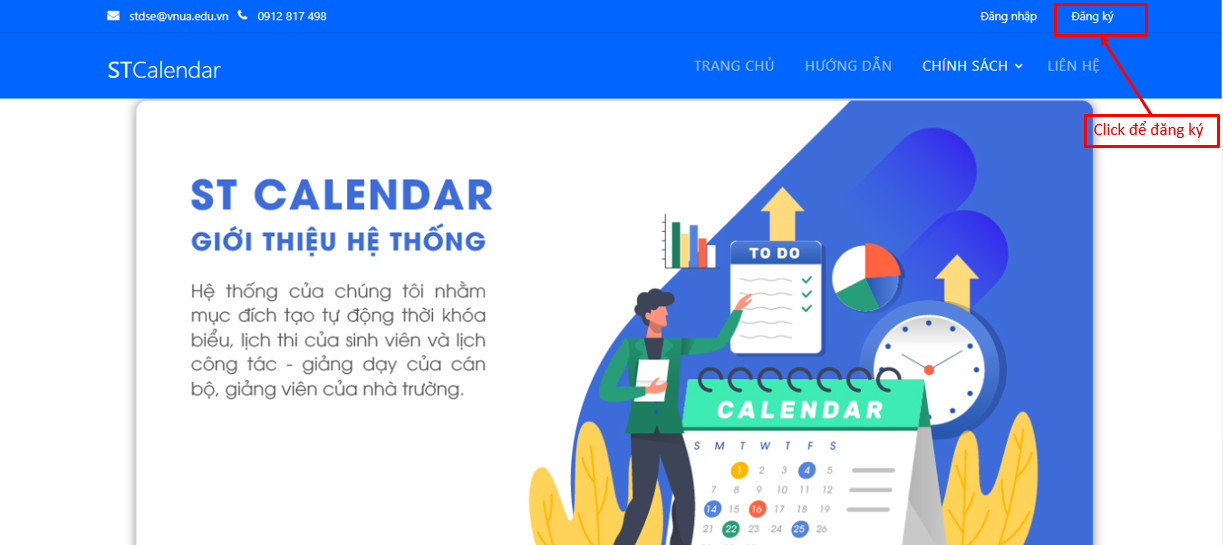 stdse@vnua.edu.vn 0912 817 498 Đăng nhập Đăng ký
STCalendar TRANG CHỦ HƯỚNG DẪN CHÍNH SÁCH LIÊN HỆ
Click để đăng ký
ST CALENDAR
GIỚI THIỆU HỆ THỐNG
Hệ thống của chúng tôi nhằm
mục đích tạo tự động thời khóa
biểu, lịch thi của sinh viên và lịch
công tác - giảng dạy của cán
bộ, giảng viên của nhà trường.
TO DO
CALENDAR
S M T W T F S
1 2 3 4 5
7 8 9 10 11 12
14 15 16 17 18 19
21 22 23 24 25 26